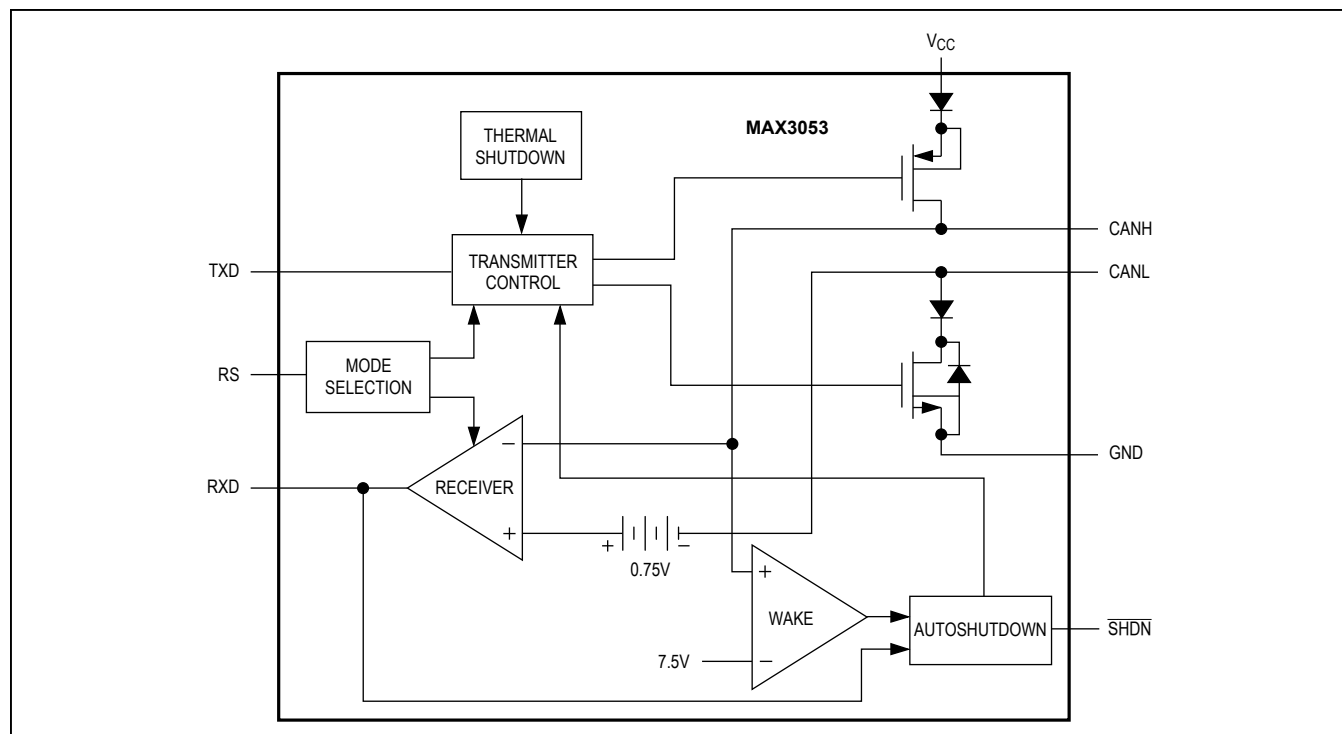 VCC
MAX3053
THERMAL
SHUTDOWN
CANH
TXD
TRANSMITTER
CONTROL
CANL
RS
MODE
SELECTION
−
GND
RXD
RECEIVER
+
+
−
0.75V
+
WAKE
AUTOSHUTDOWN
SHDN
7.5V
−